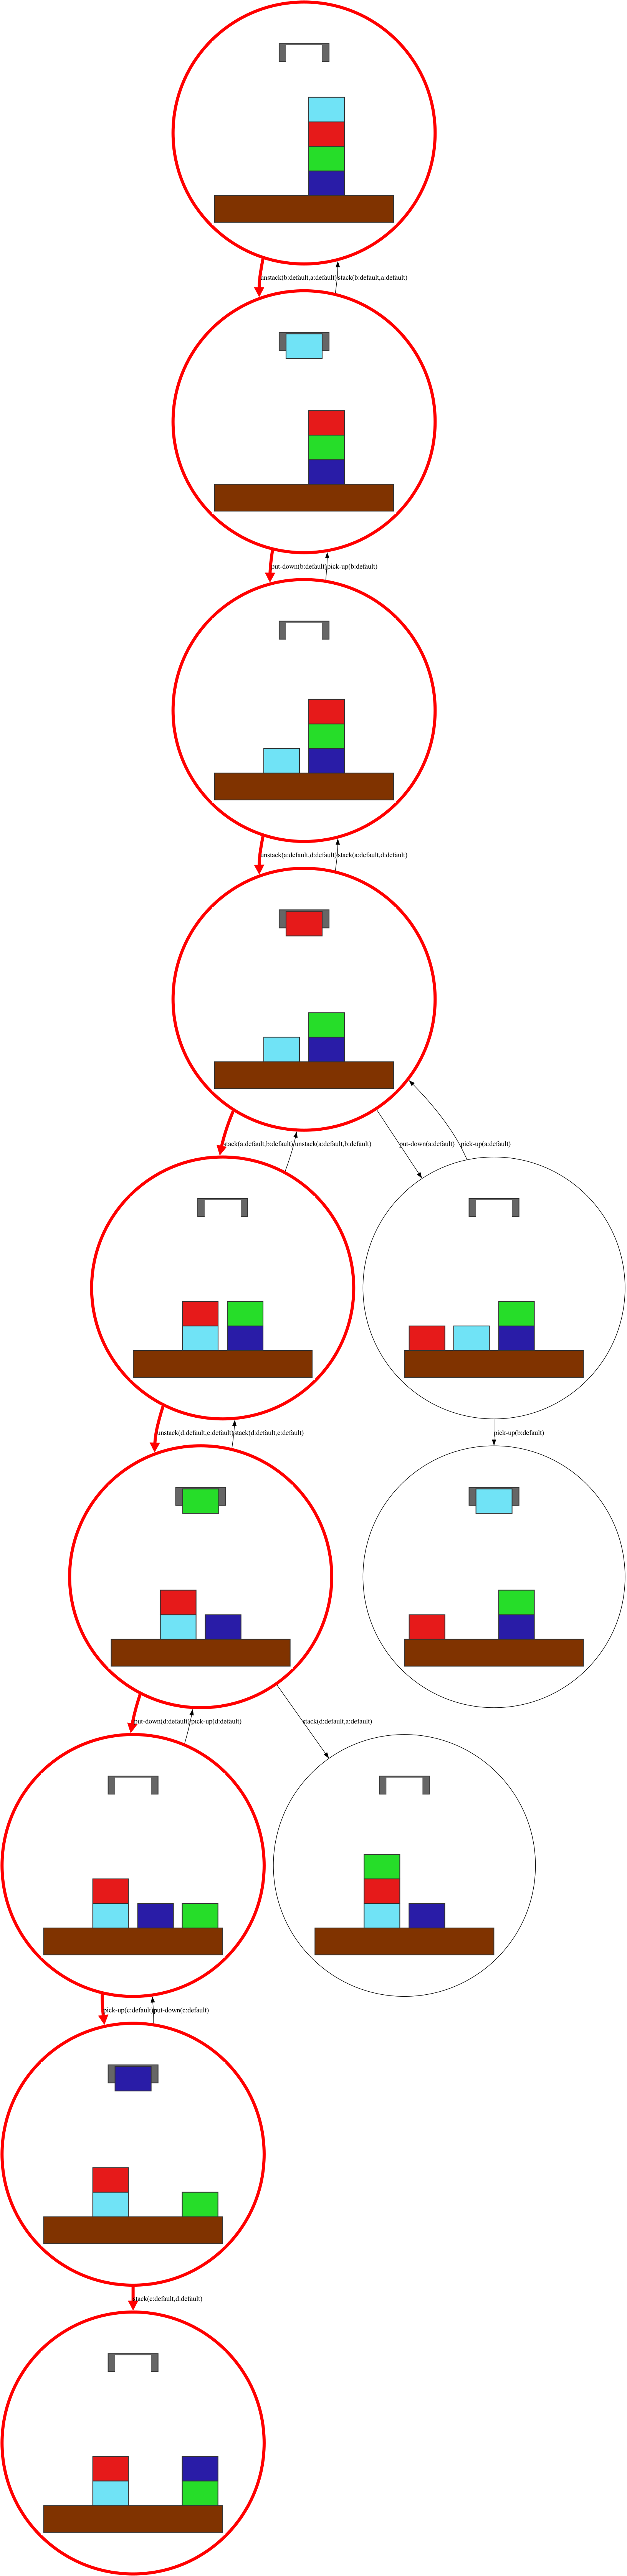 unstack(b:default,a:default) stack(b:default,a:default)
put-down(b:default) pick-up(b:default)
unstack(a:default,d:default) stack(a:default,d:default)
stack(a:default,b:default) unstack(a:default,b:default) put-down(a:default) pick-up(a:default)
unstack(d:default,c:default) stack(d:default,c:default) pick-up(b:default)
put-down(d:default) pick-up(d:default) stack(d:default,a:default)
pick-up(c:default) put-down(c:default)
stack(c:default,d:default)